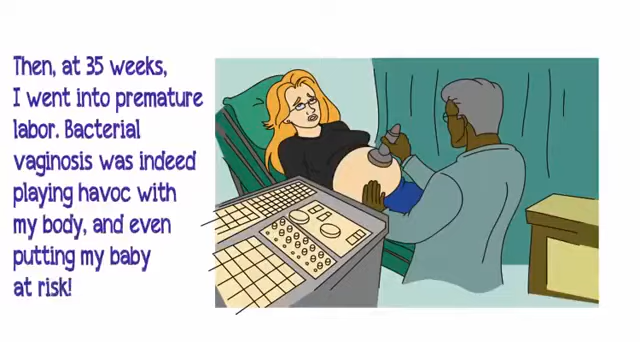 Then, at 35 weeks,
I went into premature
labor. Bacterial
vaginosis was indeed
playing havoc with
my body, and even
putting my baby
at risk!